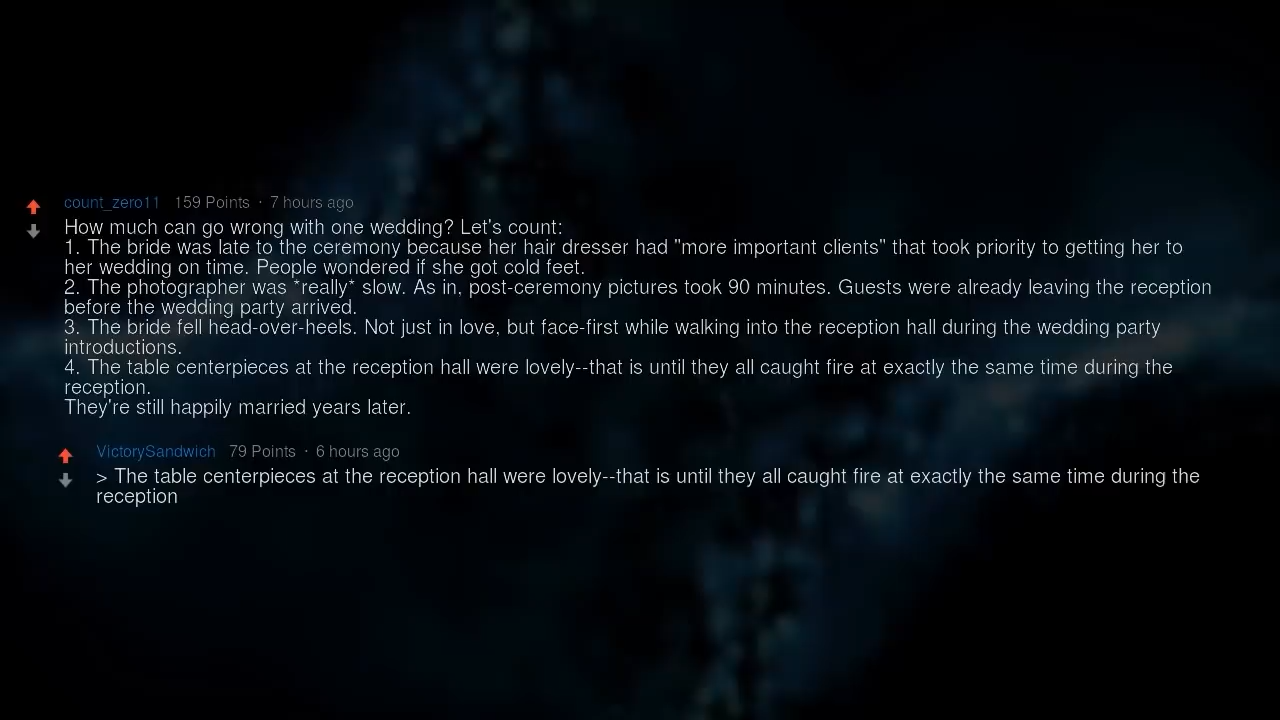 count_zero11 159 Points · 7 hours ago
How much can go wrong with one wedding? Let's count:
1. The bride was late to the ceremony because her hair dresser had "more important clients" that took priority to getting her to
her wedding on time. People wondered if she got cold feet.
2. The photographer was *really* slow. As in, post-ceremony pictures took 90 minutes. Guests were already leaving the reception
before the wedding party arrived.
3. The bride fell head-over-heels. Not just in love, but face-first while walking into the reception hall during the wedding party
introductions.
4. The table centerpieces at the reception hall were lovely--that is until they all caught fire at exactly the same time during the
reception.
They're still happily married years later.
VictorySandwich 79 Points · 6 hours ago
> The table centerpieces at the reception hall were lovely--that is until they all caught fire at exactly the same time during the
reception